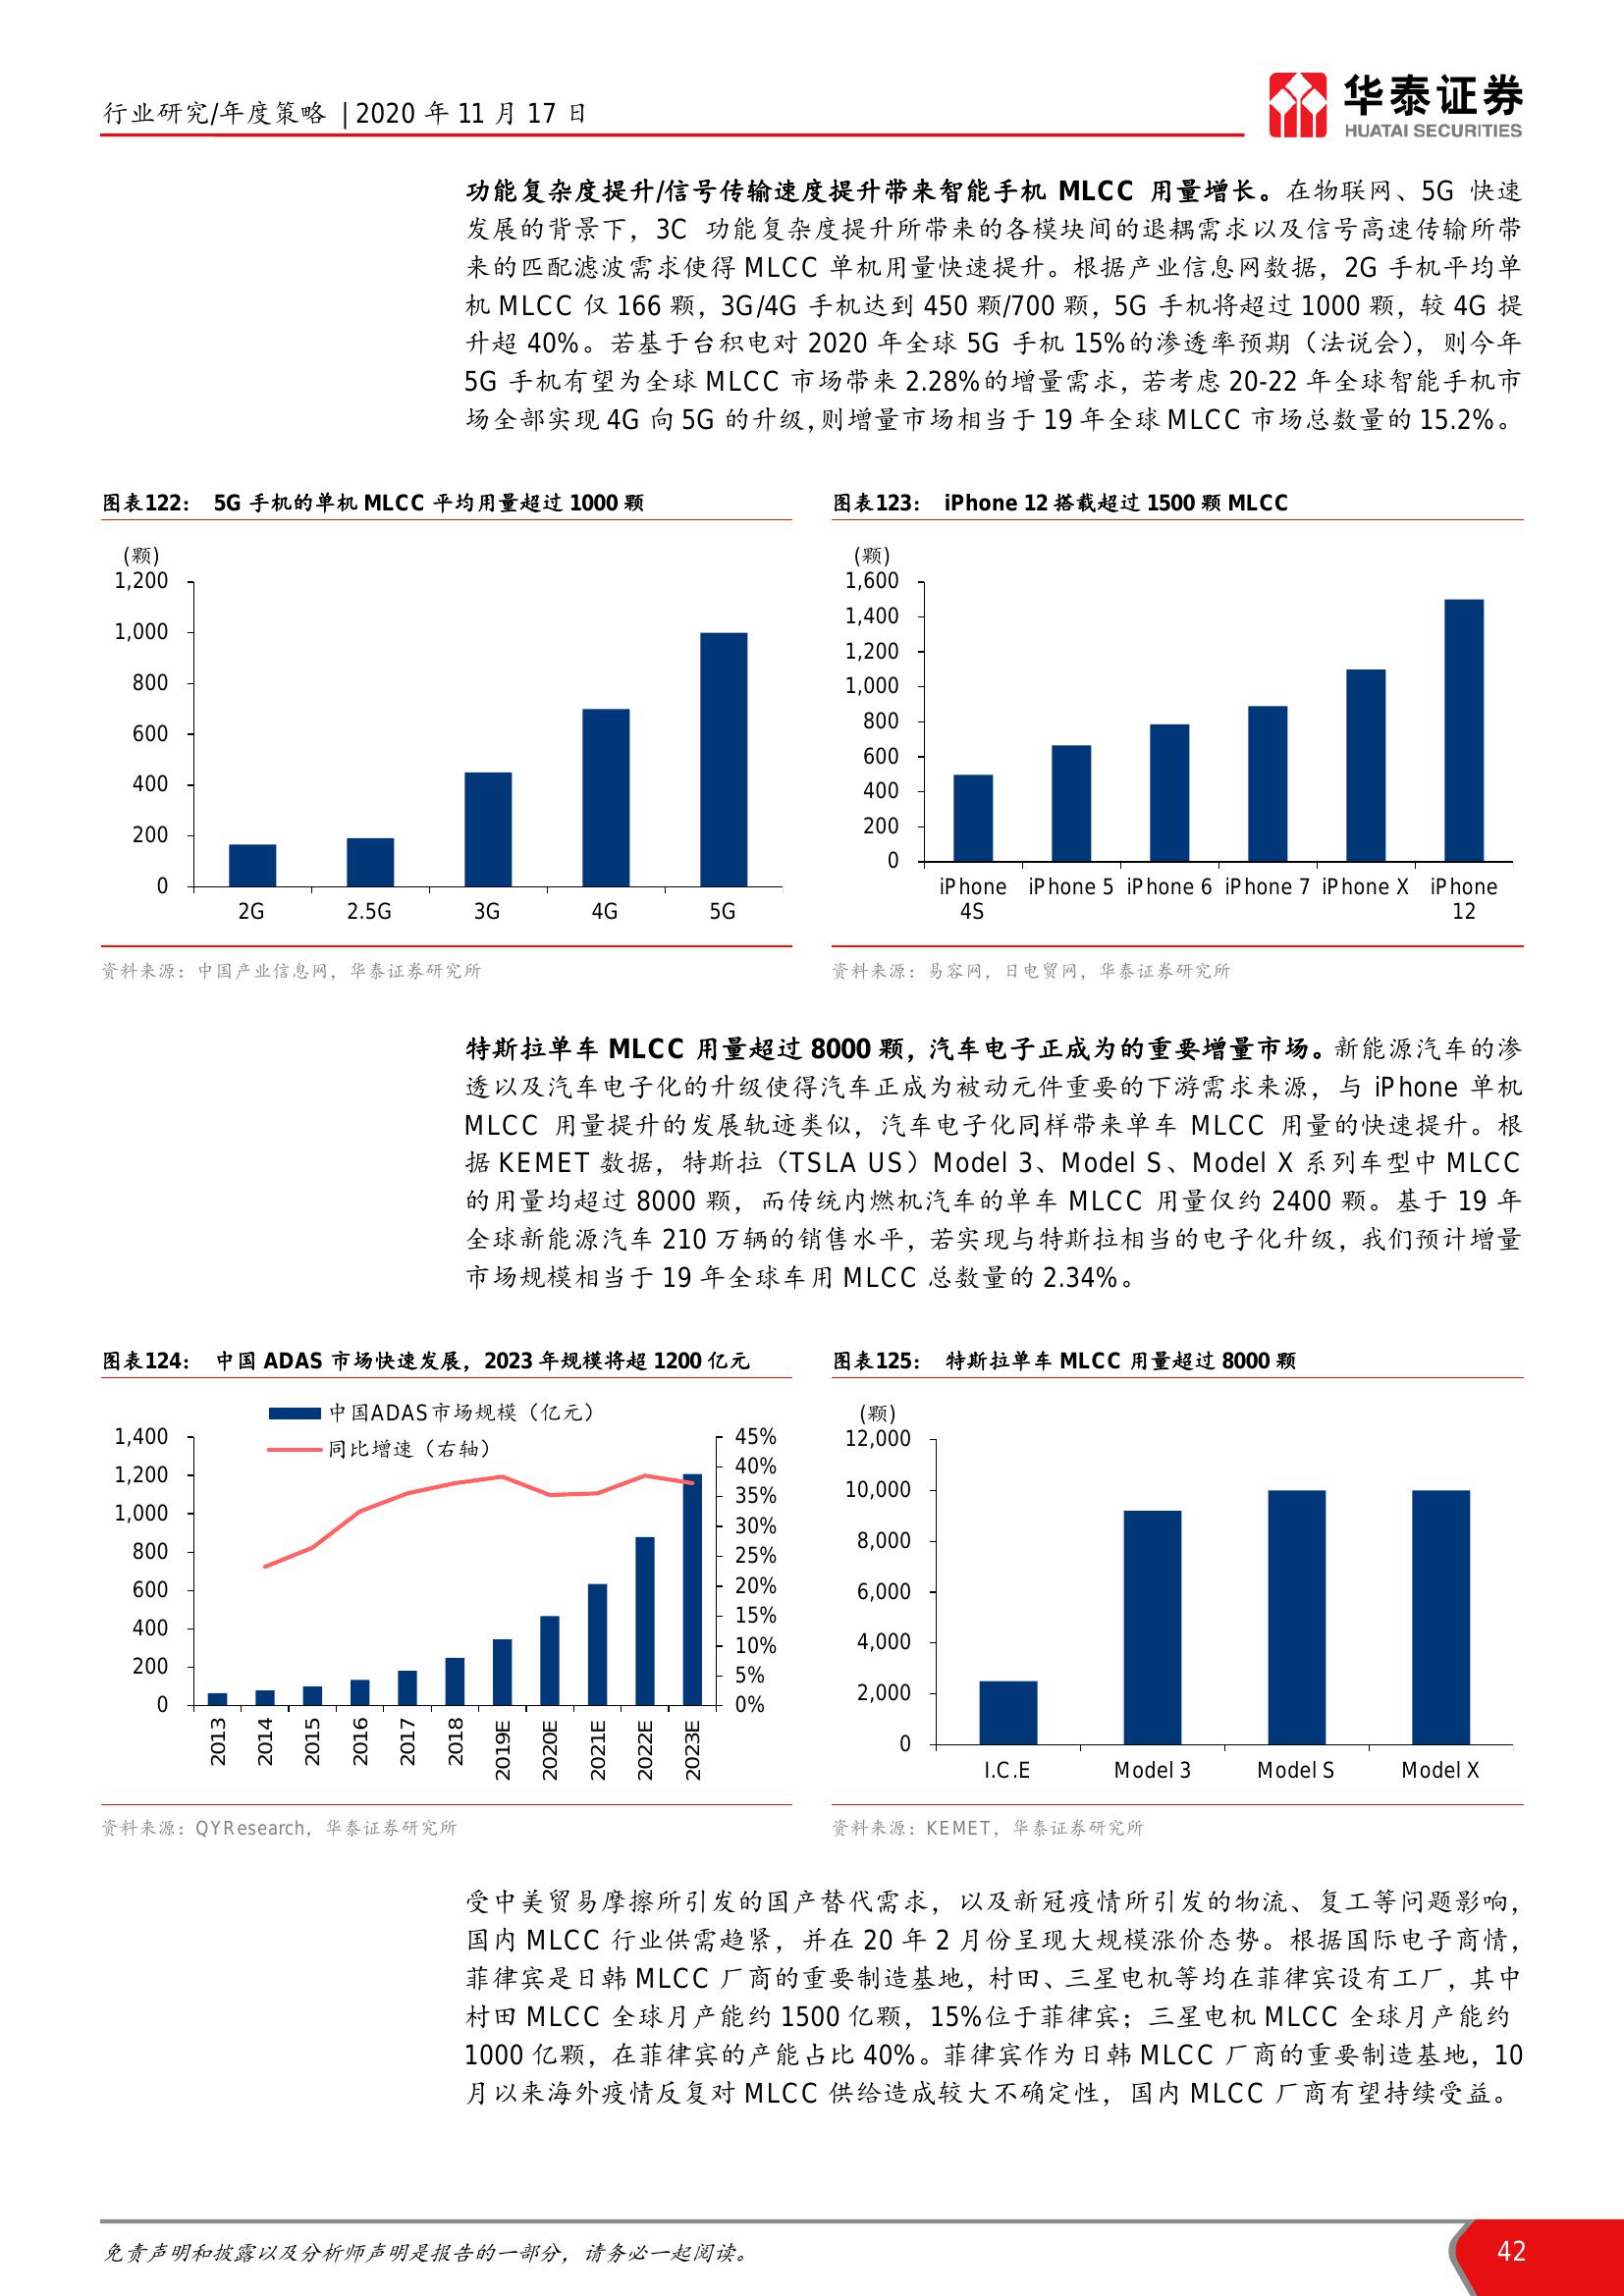 行业研究/年度策略 | 2020 年 11 月 17 日
华泰证券
HUATAI SECURITIES
功能复杂度提升/信号传输速度提升带来智能手机 MLCC 用量增长。在物联网、5G 快速
发展的背景下，3C 功能复杂度提升所带来的各模块间的退耦需求以及信号高速传输所带
来的匹配滤波需求使得 MLCC 单机用量快速提升。根据产业信息网数据，2G 手机平均单
机 MLCC 仅 166 颗，3G/4G 手机达到 450 颗/700 颗，5G 手机将超过 1000 颗，较 4G 提
升超 40%。若基于台积电对 2020 年全球 5G 手机 15%的渗透率预期（法说会），则今年
5G 手机有望为全球 MLCC 市场带来 2.28%的增量需求，若考虑 20-22 年全球智能手机市
场全部实现 4G 向 5G 的升级，则增量市场相当于 19 年全球 MLCC 市场总数量的 15.2%。
图表122： 5G 手机的单机 MLCC 平均用量超过 1000 颗
(颗)
1,200
1,000
800
600
400
200
0
2G 2.5G 3G 4G 5G
资料来源：中国产业信息网，华泰证券研究所
图表123： iPhone 12 搭载超过 1500 颗 MLCC
(颗)
1,600
1,400
1,200
1,000
800
600
400
200
0
iPhone 4S iPhone 5 iPhone 6 iPhone 7 iPhone X iPhone 12
资料来源：易容网，日电贸网，华泰证券研究所
特斯拉单车 MLCC 用量超过 8000 颗，汽车电子正成为的重要增量市场。新能源汽车的渗
透以及汽车电子化的升级使得汽车正成为被动元件重要的下游需求来源，与 iPhone 单机
MLCC 用量提升的发展轨迹类似，汽车电子化同样带来单车 MLCC 用量的快速提升。根
据 KEMET 数据，特斯拉（TSLA US）Model 3、Model S、Model X 系列车型中 MLCC
的用量均超过 8000 颗，而传统内燃机汽车的单车 MLCC 用量仅约 2400 颗。基于 19 年
全球新能源汽车 210 万辆的销售水平，若实现与特斯拉相当的电子化升级，我们预计增量
市场规模相当于 19 年全球车用 MLCC 总数量的 2.34%。
图表124： 中国 ADAS 市场快速发展，2023 年规模将超 1200 亿元
中国ADAS市场规模（亿元）
同比增速（右轴）
1,400
1,200
1,000
800
600
400
200
0
45%
40%
35%
30%
25%
20%
15%
10%
5%
0%
2013 2014 2015 2016 2017 2018 2019E 2020E 2021E 2022E 2023E
资料来源：QYResearch，华泰证券研究所
图表125： 特斯拉单车 MLCC 用量超过 8000 颗
(颗)
12,000
10,000
8,000
6,000
4,000
2,000
0
I.C.E Model 3 Model S Model X
资料来源：KEMET，华泰证券研究所
受中美贸易摩擦所引发的国产替代需求，以及新冠疫情所引发的物流、复工等问题影响，
国内 MLCC 行业供需趋紧，并在 20 年 2 月份呈现大规模涨价态势。根据国际电子商情，
菲律宾是日韩 MLCC 厂商的重要制造基地，村田、三星电机等均在菲律宾设有工厂，其中
村田 MLCC 全球月产能约 1500 亿颗，15%位于菲律宾；三星电机 MLCC 全球月产能约
1000 亿颗，在菲律宾的产能占比 40%。菲律宾作为日韩 MLCC 厂商的重要制造基地，10
月以来海外疫情反复对 MLCC 供给造成较大不确定性，国内 MLCC 厂商有望持续受益。
免责声明和披露以及分析师声明是报告的一部分，请务必一起阅读。
42